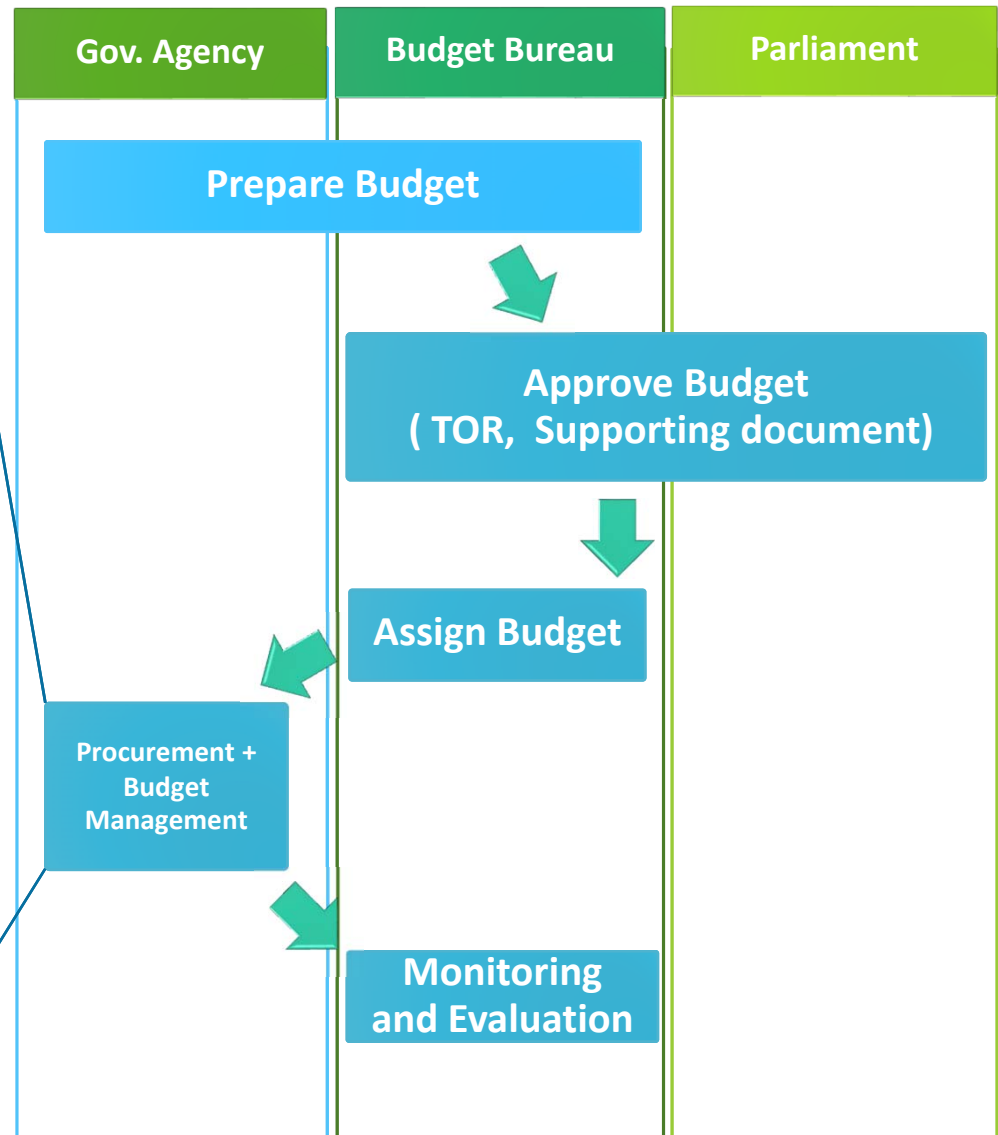 Gov. Agency
Budget Bureau
Parliament
Prepare Budget
Approve Budget
( TOR, Supporting document)
Assign Budget
Procurement +
Budget
Management
Monitoring
and Evaluation